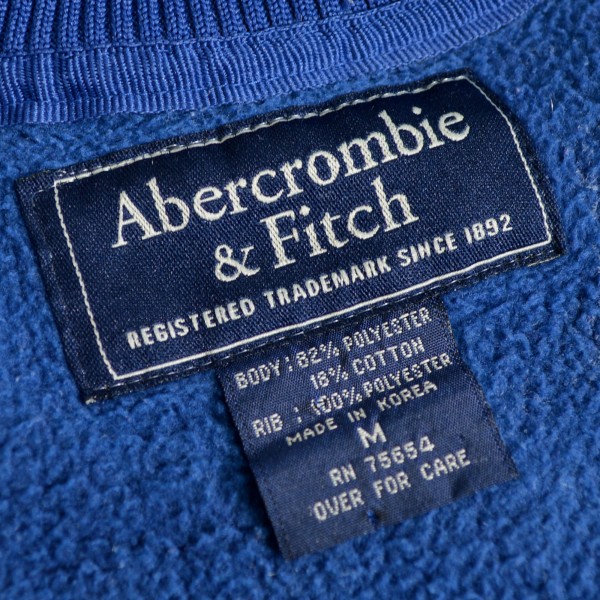 Abercrombie
& Fitch
REGISTERED TRADEMARK SINCE 1892
BODY : 82% POLYESTER
18% COTTON
RIB : 100% POLYESTER
MADE IN KOREA
M
RN 75654
OVER FOR CARE